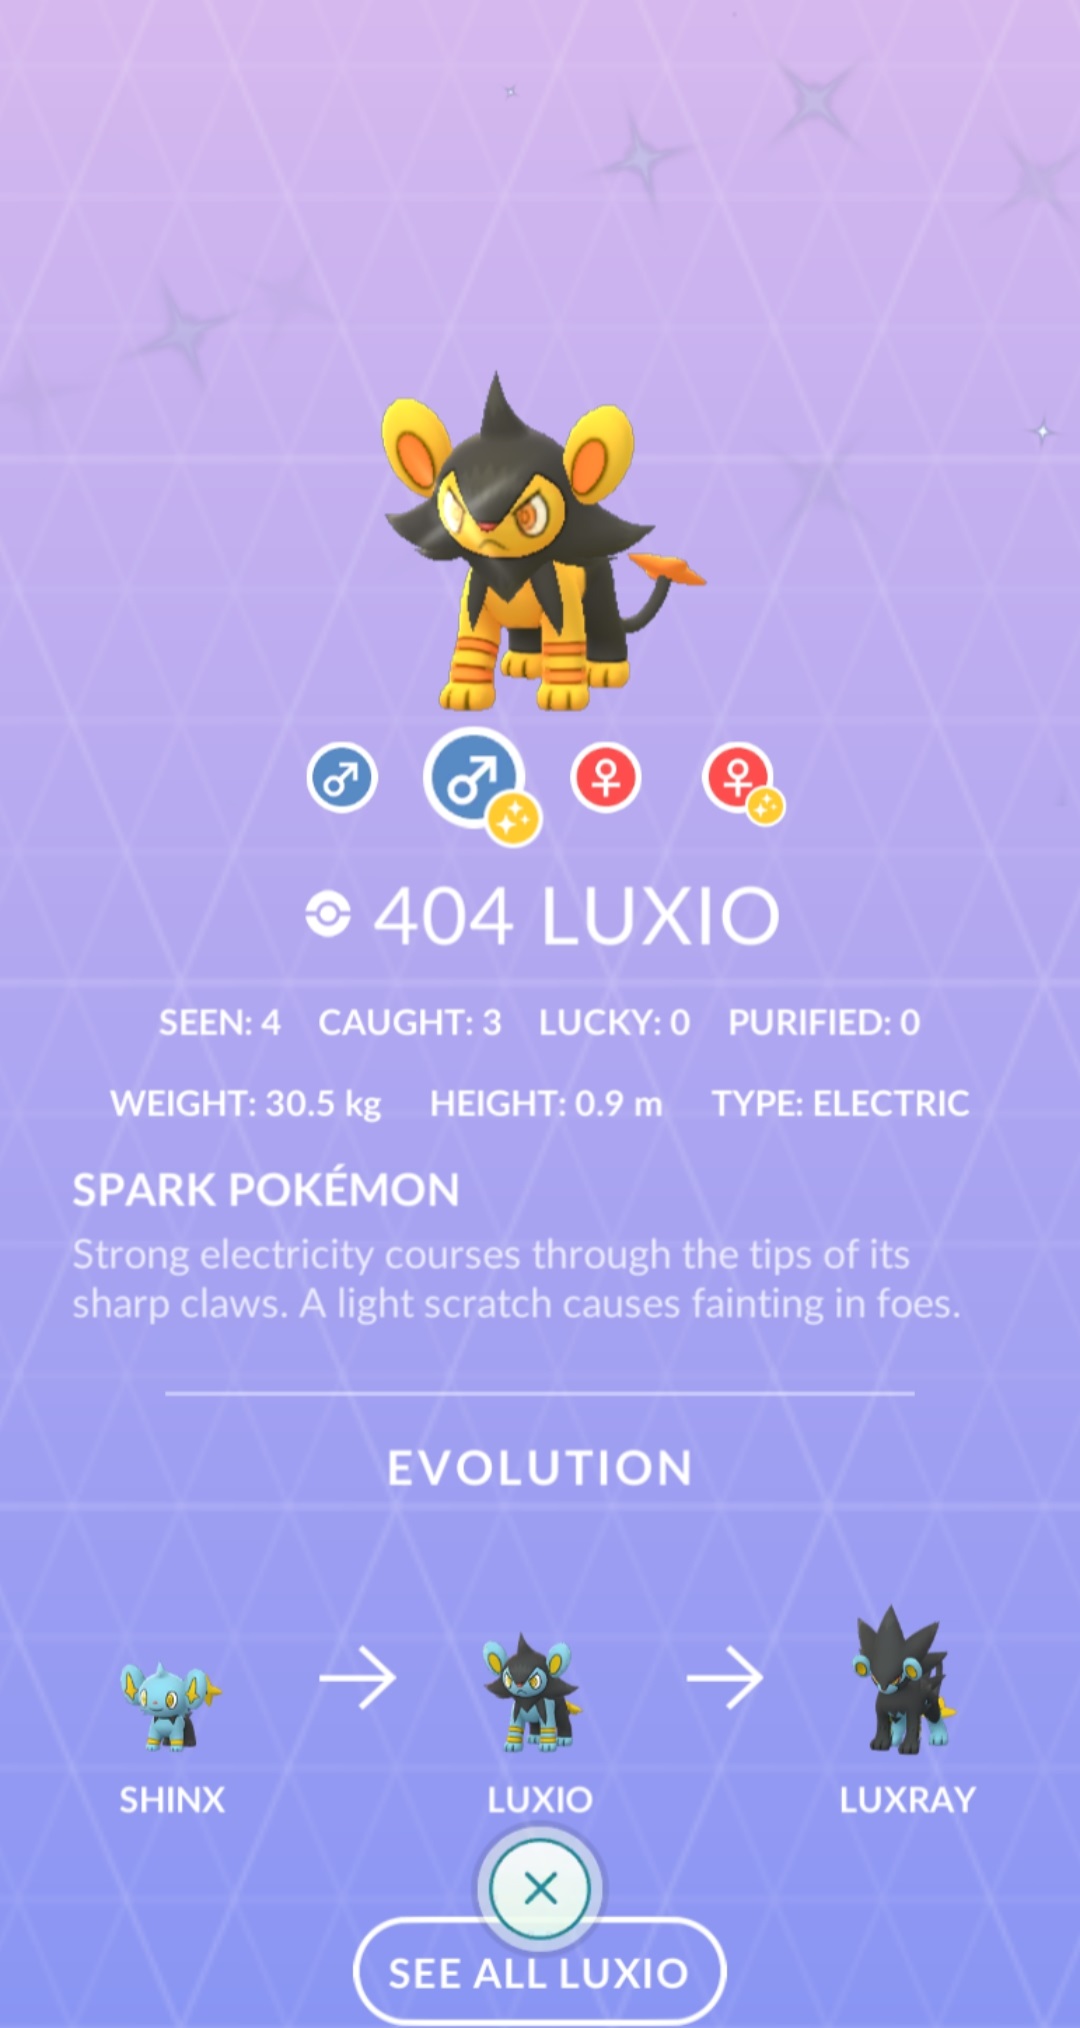 404 LUXIO
SEEN: 4 CAUGHT: 3 LUCKY: 0 PURIFIED: 0
WEIGHT: 30.5 kg HEIGHT: 0.9 m TYPE: ELECTRIC
SPARK POKÉMON
Strong electricity courses through the tips of its
sharp claws. A light scratch causes fainting in foes.
EVOLUTION
SHINX LUXIO LUXRAY
SEE ALL LUXIO